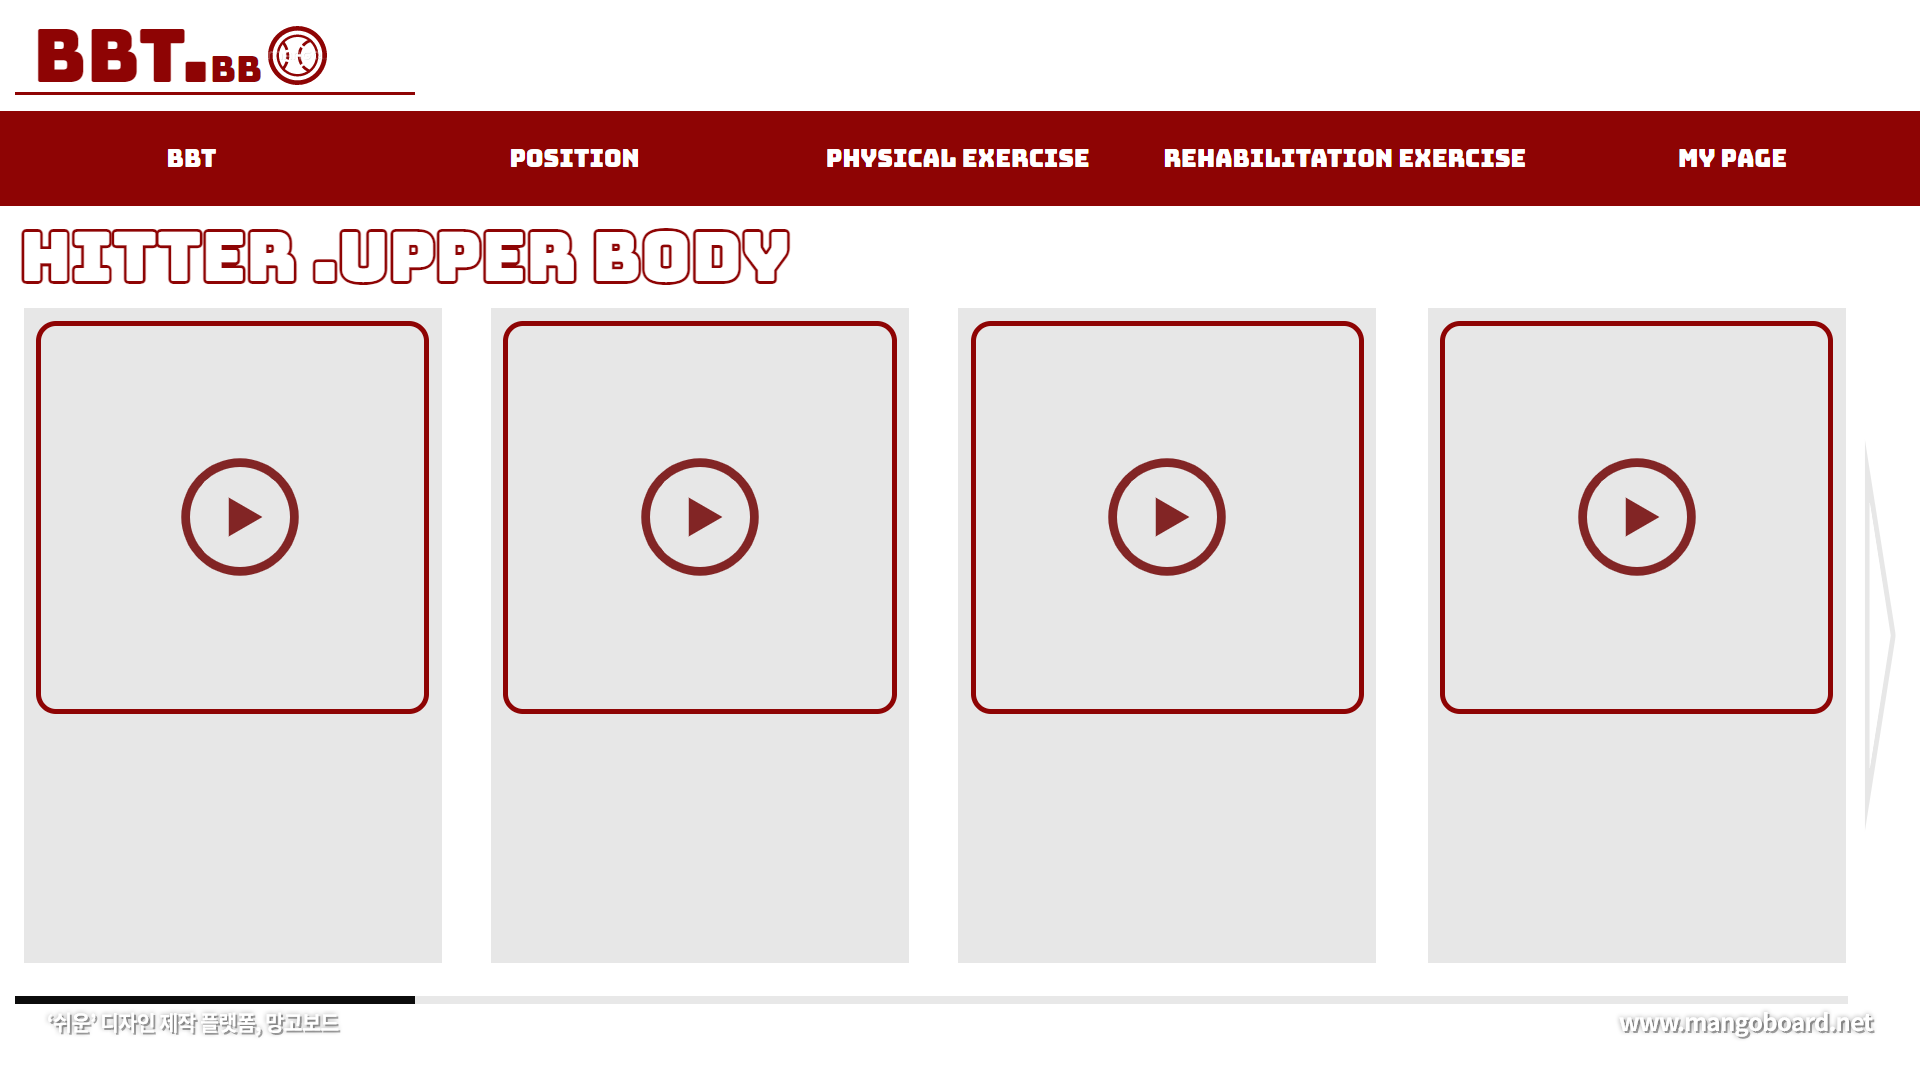 BBT.BB
BBT POSITION PHYSICAL EXERCISE REHABILITATION EXERCISE MY PAGE
HITTER .UPPER BODY
'쉬운' 디자인 제작 플랫폼, 망고보드
www.mangoboard.net